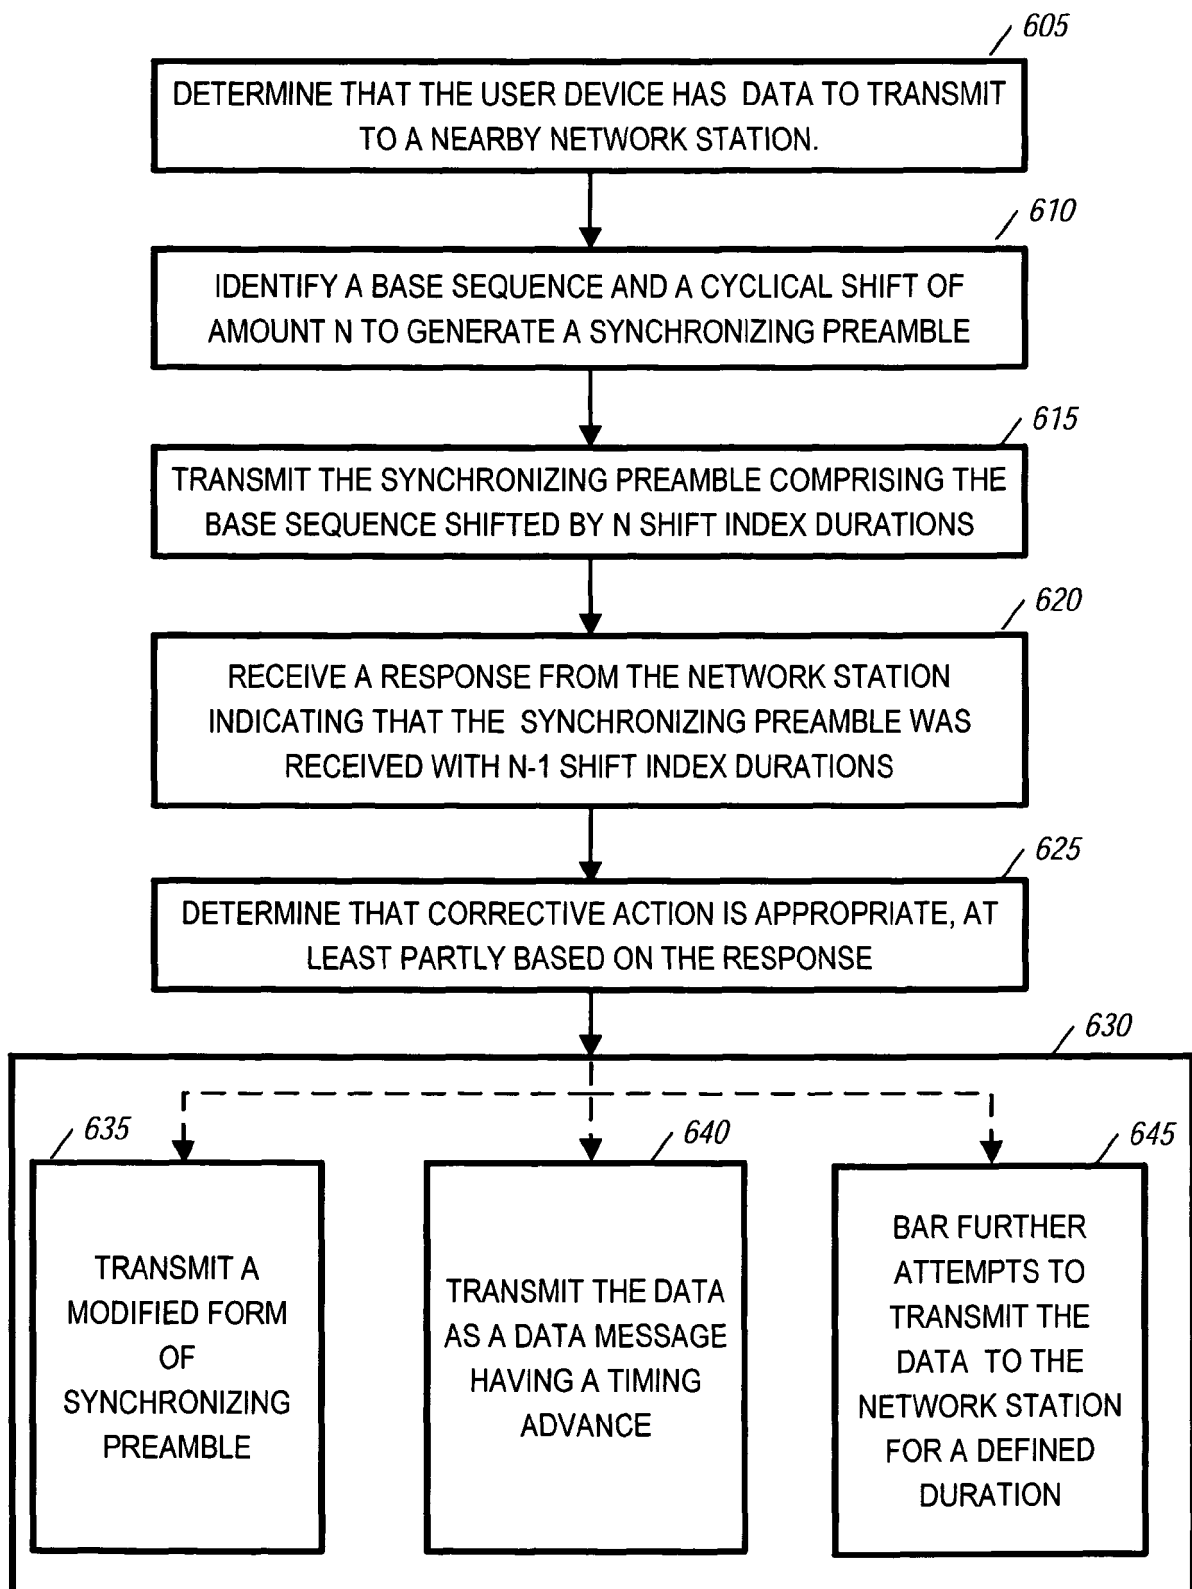 605
DETERMINE THAT THE USER DEVICE HAS DATA TO TRANSMIT
TO A NEARBY NETWORK STATION.
610
IDENTIFY A BASE SEQUENCE AND A CYCLICAL SHIFT OF
AMOUNT N TO GENERATE A SYNCHRONIZING PREAMBLE
615
TRANSMIT THE SYNCHRONIZING PREAMBLE COMPRISING THE
BASE SEQUENCE SHIFTED BY N SHIFT INDEX DURATIONS
620
RECEIVE A RESPONSE FROM THE NETWORK STATION
INDICATING THAT THE SYNCHRONIZING PREAMBLE WAS
RECEIVED WITH N-1 SHIFT INDEX DURATIONS
625
DETERMINE THAT CORRECTIVE ACTION IS APPROPRIATE, AT
LEAST PARTLY BASED ON THE RESPONSE
630
635
TRANSMIT A
MODIFIED FORM
OF
SYNCHRONIZING
PREAMBLE
640
TRANSMIT THE DATA
AS A DATA MESSAGE
HAVING A TIMING
ADVANCE
645
BAR FURTHER
ATTEMPTS TO
TRANSMIT THE
DATA TO THE
NETWORK STATION
FOR A DEFINED
DURATION